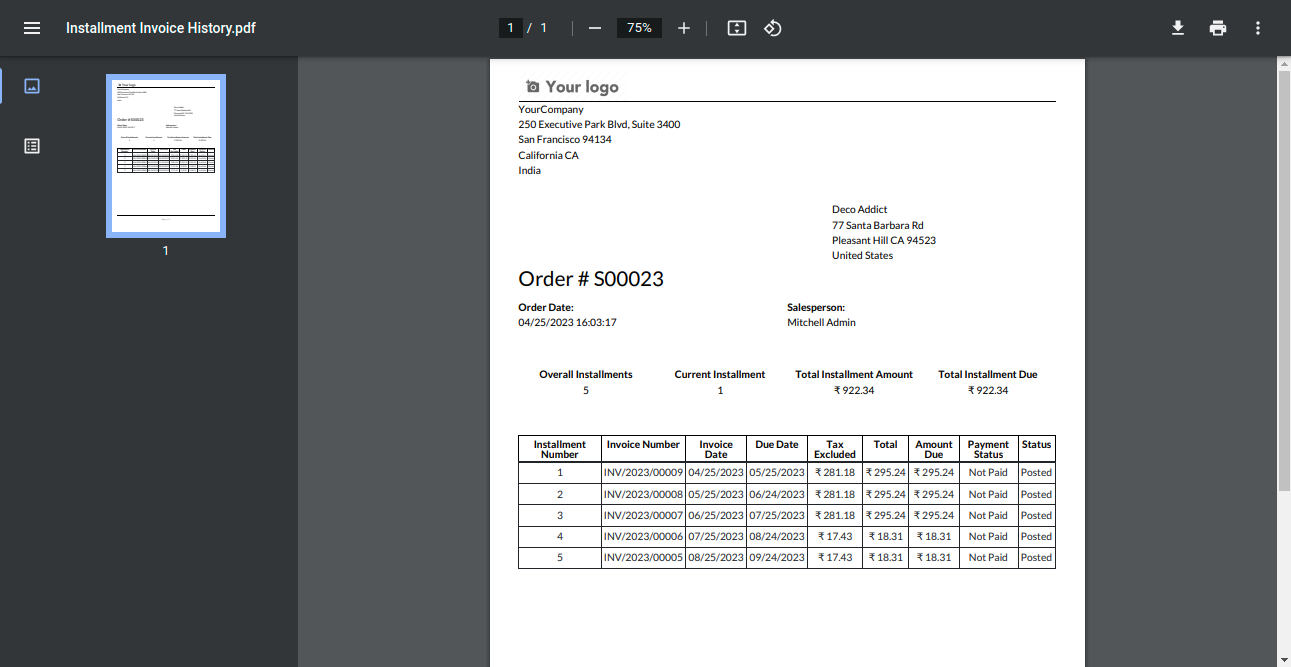 Installment Invoice History.pdf
1 / 1
75%
1
Your logo
YourCompany
250 Executive Park Blvd, Suite 3400
San Francisco 94134
California CA
India
Deco Addict
77 Santa Barbara Rd
Pleasant Hill CA 94523
United States
Order # S00023
Order Date: Salesperson:
04/25/2023 16:03:17 Mitchell Admin
Overall Installments Current Installment Total Installment Amount Total Installment Due
5 1 ₹ 922.34 ₹ 922.34
Installment Number Invoice Number Invoice Date Due Date Tax Excluded Total Amount Due Payment Status Status
1 INV/2023/00009 04/25/2023 05/25/2023 ₹ 281.18 ₹ 295.24 ₹ 295.24 Not Paid Posted
2 INV/2023/00008 05/25/2023 06/24/2023 ₹ 281.18 ₹ 295.24 ₹ 295.24 Not Paid Posted
3 INV/2023/00007 06/25/2023 07/25/2023 ₹ 281.18 ₹ 295.24 ₹ 295.24 Not Paid Posted
4 INV/2023/00006 07/25/2023 08/24/2023 ₹ 17.43 ₹ 18.31 ₹ 18.31 Not Paid Posted
5 INV/2023/00005 08/25/2023 09/24/2023 ₹ 17.43 ₹ 18.31 ₹ 18.31 Not Paid Posted